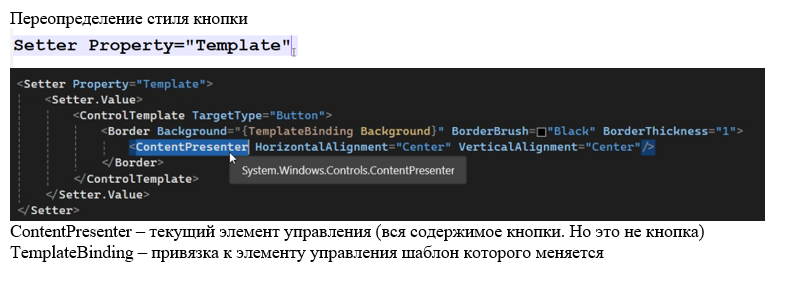 Переопределение стиля кнопки
Setter Property="Template"
<Setter Property="Template">
<Setter.Value>
<ControlTemplate TargetType="Button">
<Border Background="{TemplateBinding Background}" BorderBrush="Black" BorderThickness="1">
<ContentPresenter HorizontalAlignment="Center" VerticalAlignment="Center"/>
</Border>
System.Windows.Controls.ContentPresenter
</ControlTemplate>
</Setter.Value>
</Setter>
ContentPresenter – текущий элемент управления (вся содержимое кнопки. Но это не кнопка)
TemplateBinding – привязка к элементу управления шаблон которого меняется